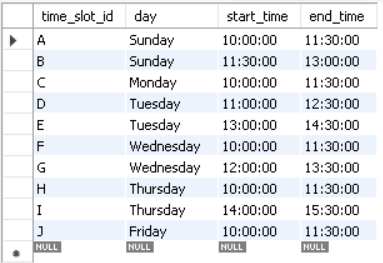 time_slot_id day start_time end_time
A Sunday 10:00:00 11:30:00
B Sunday 11:30:00 13:00:00
C Monday 10:00:00 11:30:00
D Tuesday 11:00:00 12:30:00
E Tuesday 13:00:00 14:30:00
F Wednesday 10:00:00 11:30:00
G Wednesday 12:00:00 13:30:00
H Thursday 10:00:00 11:30:00
I Thursday 14:00:00 15:30:00
J Friday 10:00:00 11:30:00
NULL NULL NULL NULL